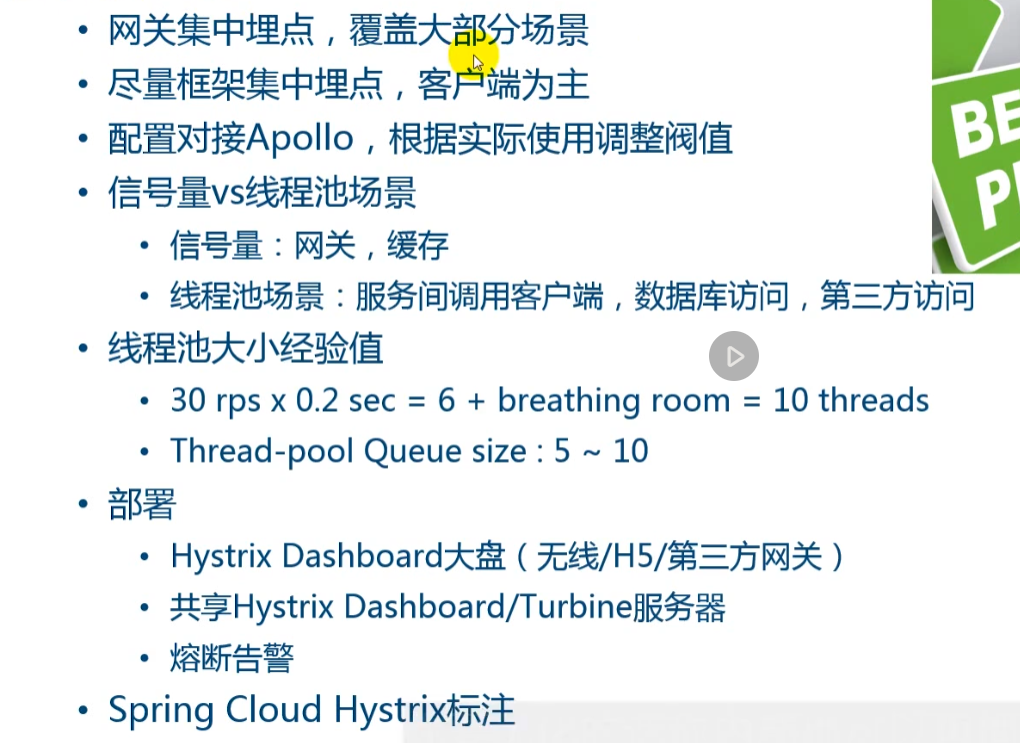 • 网关集中埋点，覆盖大部分场景
• 尽量框架集中埋点，客户端为主
• 配置对接Apollo，根据实际使用调整阀值
• 信号量vs线程池场景
• 信号量：网关，缓存
• 线程池场景：服务间调用客户端，数据库访问，第三方访问
• 线程池大小经验值
• 30 rps x 0.2 sec = 6 + breathing room = 10 threads
• Thread-pool Queue size : 5 ~ 10
• 部署
• Hystrix Dashboard大盘（无线/H5/第三方网关）
• 共享Hystrix Dashboard/Turbine服务器
• 熔断告警
• Spring Cloud Hystrix标注
BE
P